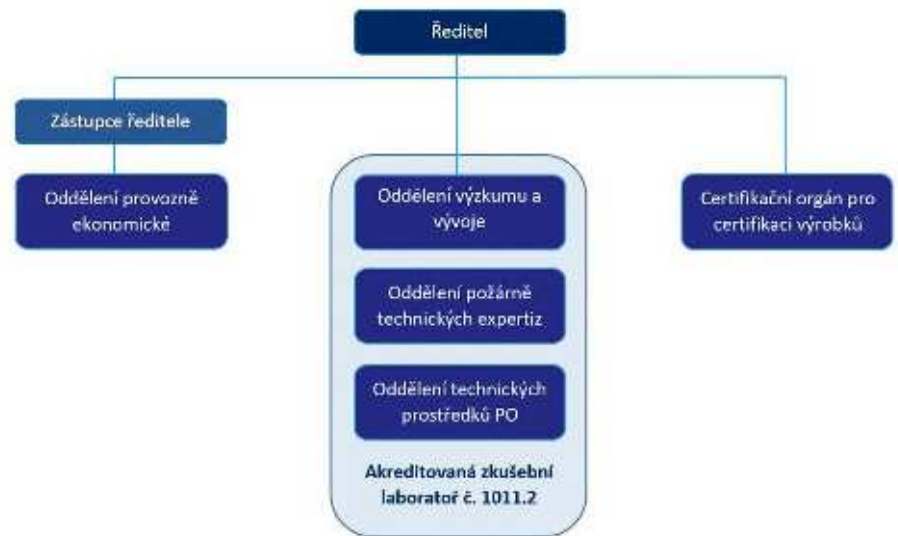 Ředitel
Zástupce ředitele
Oddělení provozně
ekonomické
Oddělení výzkumu a
vývoje
Certifikační orgán pro
certifikaci výrobků
Oddělení požárně
technických expertiz
Oddělení technických
prostředků PO
Akreditovaná zkušební
laboratoř č. 1011.2